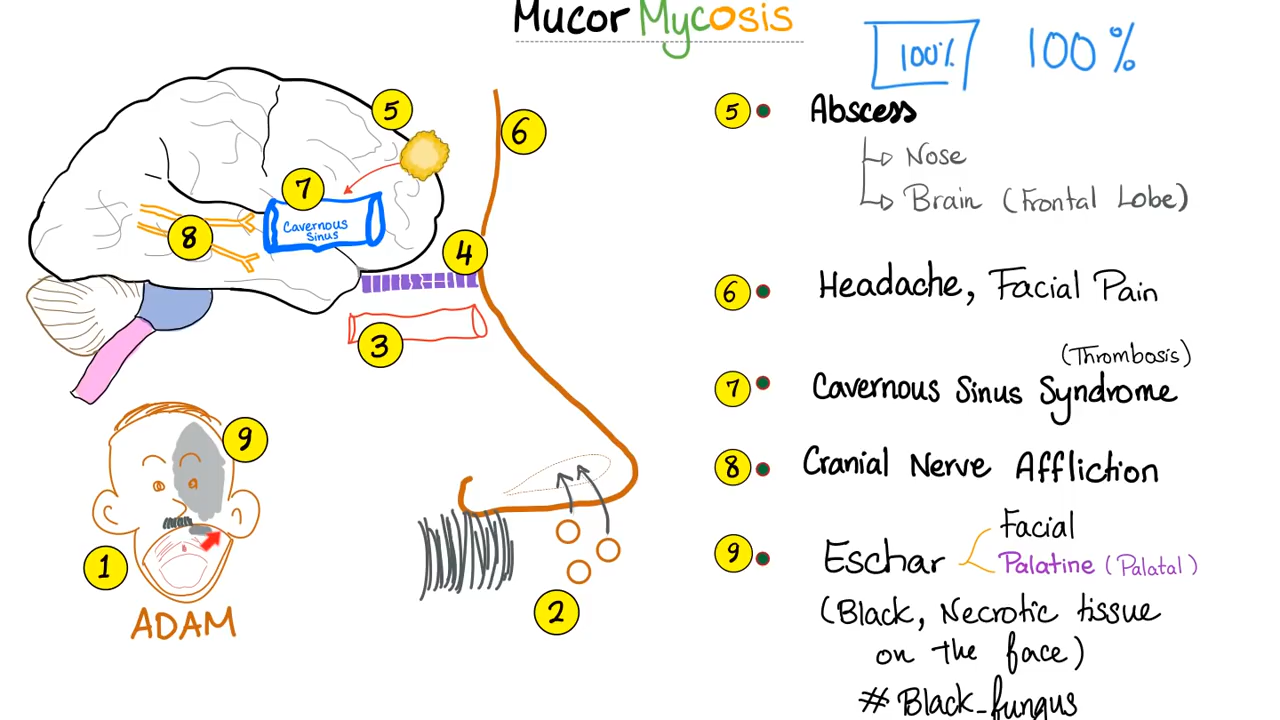 MucorMycosis
100%
100%
5
6
7
Cavernous
Sinus
8
4
3
9
1
ADAM
2
5 Abscess
Nose
Brain (Frontal Lobe)
6 Headache, Facial Pain
(Thrombosis)
7 Cavernous Sinus Syndrome
8 Cranial Nerve Affliction
Facial
9 Eschar
Palatine (Palatal)
(Black, Necrotic tissue
on the face)
# Black_fungus